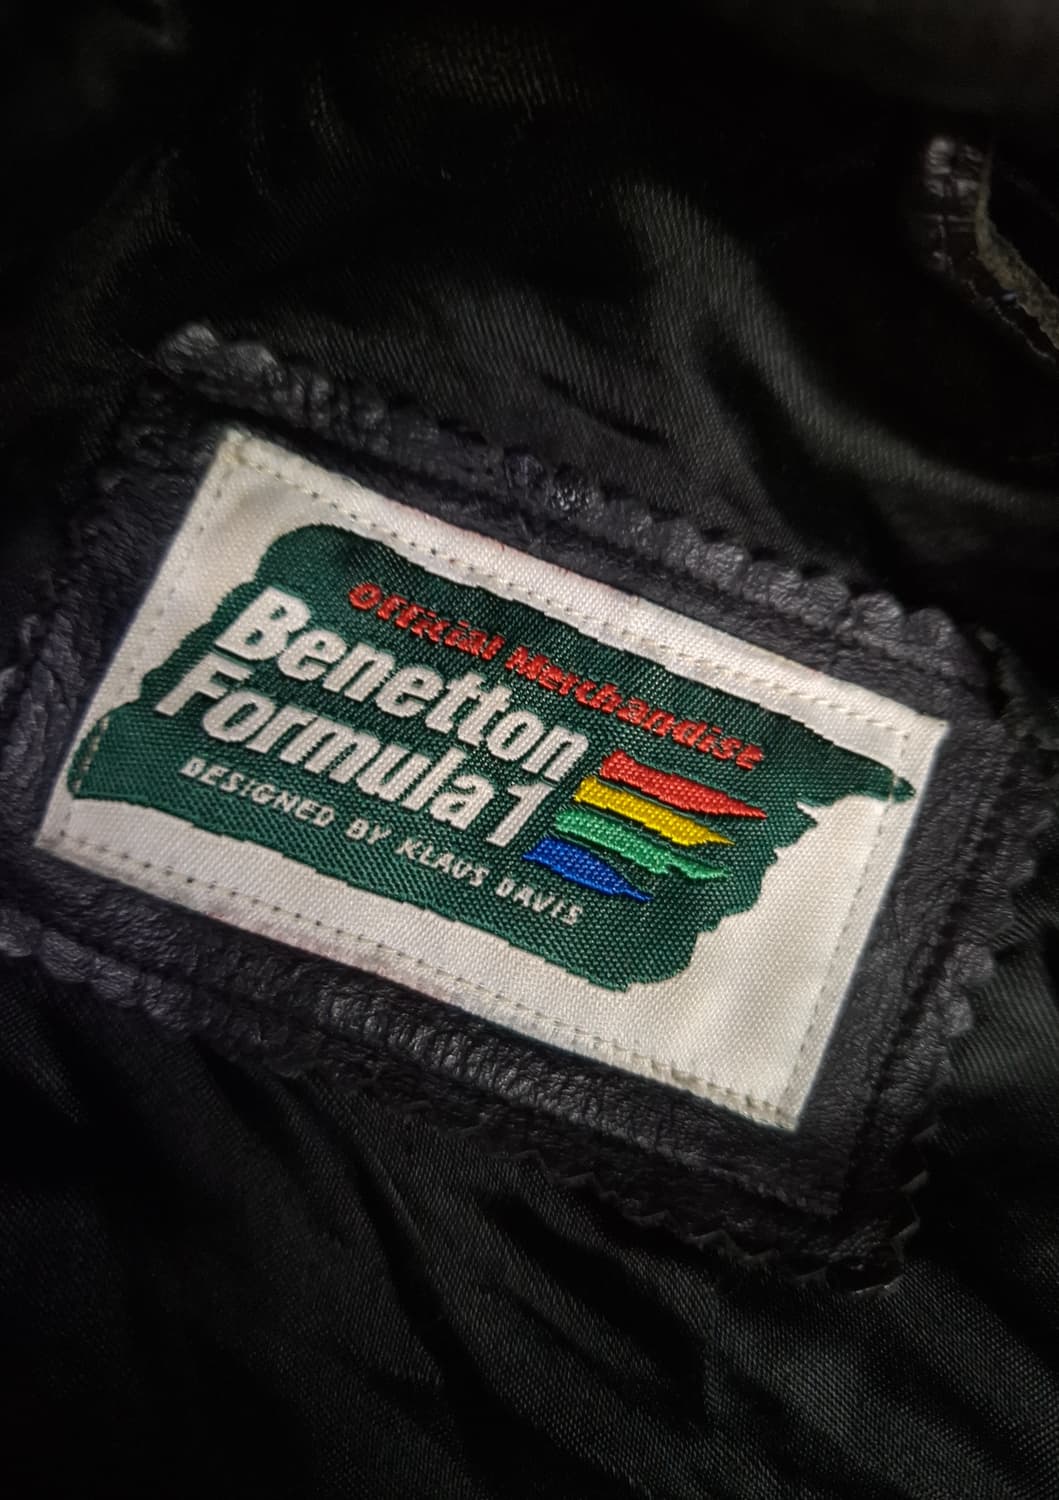 Official Merchandise
Benetton
Formula 1
DESIGNED BY KLAUS DAVIS